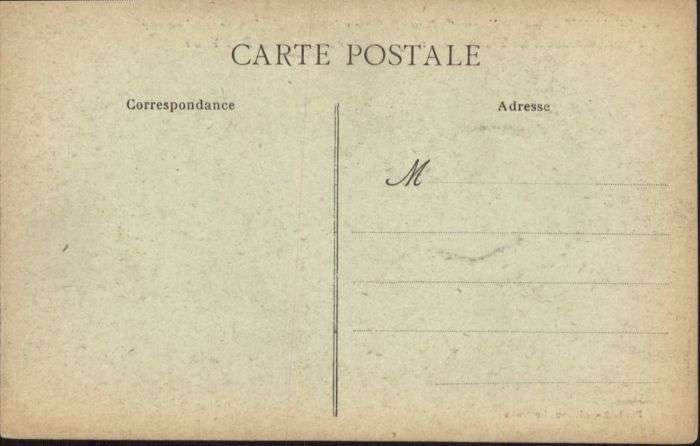 CARTE POSTALE
Correspondance
Adresse
M